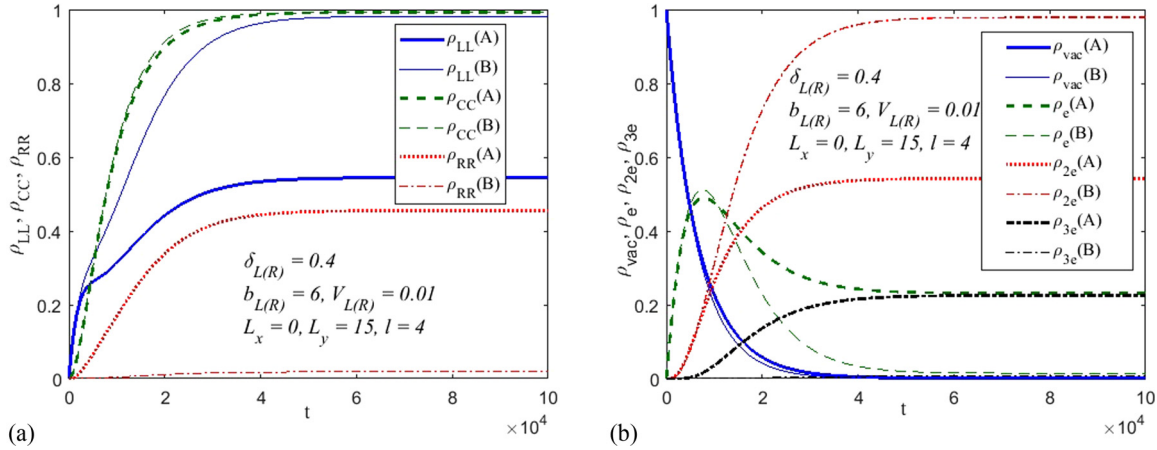 ρLL, ρCC, ρRR
1
0.8
0.6
0.4
0.2
0
ρLL(A)
ρLL(B)
ρCC(A)
ρCC(B)
ρRR(A)
ρRR(B)
δL(R) = 0.4
bL(R) = 6, VL(R) = 0.01
Lx = 0, Ly = 15, l = 4
0 2 4 6 8 10
t
×10^4
(a)
ρvac, ρe, ρ2e, ρ3e
1
0.8
0.6
0.4
0.2
0
δL(R) = 0.4
bL(R) = 6, VL(R) = 0.01
Lx = 0, Ly = 15, l = 4
ρvac(A)
ρvac(B)
ρe(A)
ρe(B)
ρ2e(A)
ρ2e(B)
ρ3e(A)
ρ3e(B)
0 2 4 6 8 10
t
×10^4
(b)